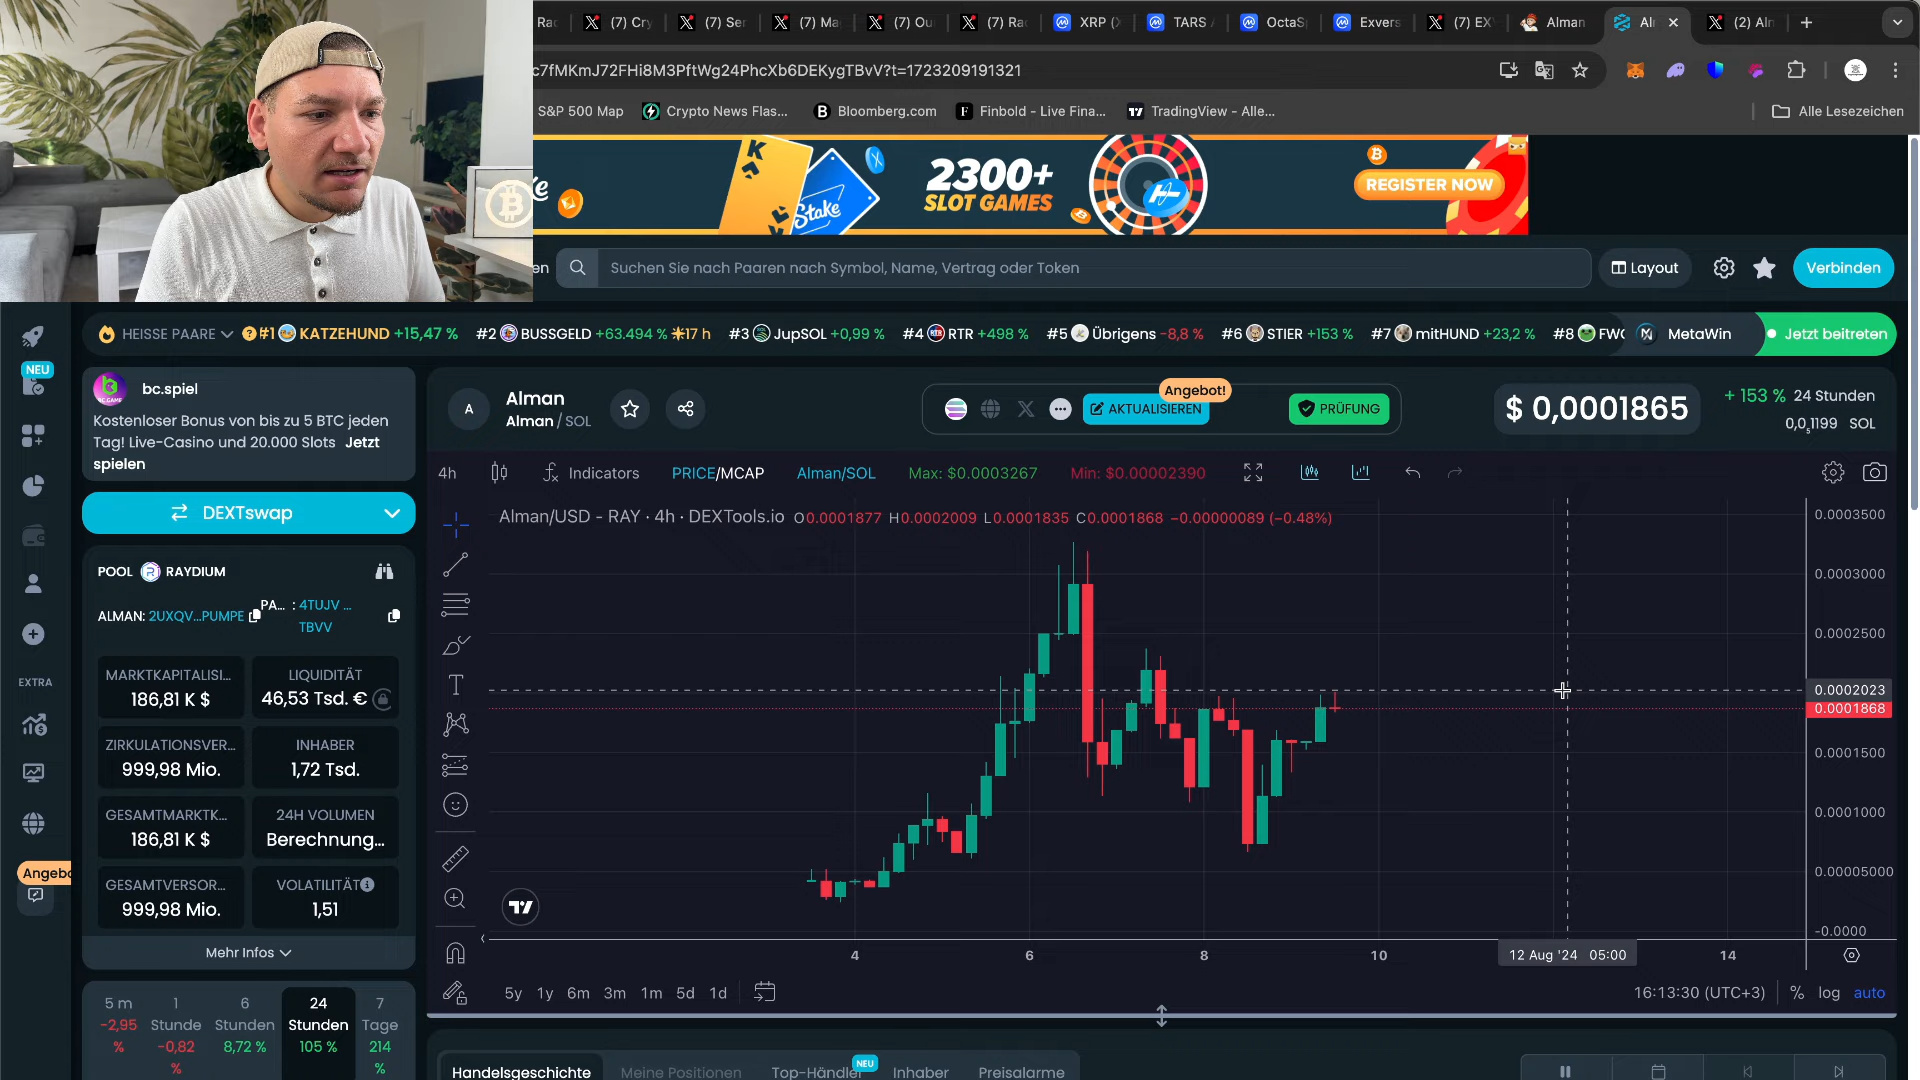 Rac
(7) Cry
(7) Ser
(7) Ma
(7) Ou
(7) Ra
XRP (X
TARS
OctaS
Exvers
(7) EX
Alman
Al
(2) Al
c7fMKmJ72FHi8M3PftWg24PhcXb6DEKygTBvV?t=1723209191321
S&P 500 Map
Crypto News Flas...
Bloomberg.com
Finbold - Live Fina...
TradingView - Alle...
Alle Lesezeichen
Stake
2300+
SLOT GAMES
REGISTER NOW
en
Suchen Sie nach Paaren nach Symbol, Name, Vertrag oder Token
Layout
Verbinden
HEISSE PAARE
#1 KATZEHUND +15,47 %
#2 BUSSGELD +63.494 % 17 h
#3 JupSOL +0,99 %
#4 RTR +498 %
#5 Übrigens -8,8 %
#6 STIER +153 %
#7 mitHUND +23,2 %
#8 FWC
MetaWin
Jetzt beitreten
NEU
bc.spiel
Kostenloser Bonus von bis zu 5 BTC jeden
Tag! Live-Casino und 20.000 Slots Jetzt
spielen
DEXTswap
A
Alman
Alman / SOL
Angebot!
AKTUALISIEREN
PRÜFUNG
$ 0,0001865
+ 153 % 24 Stunden
0,0₅1199 SOL
4h
Indicators
PRICE/MCAP
Alman/SOL
Max: $0.0003267
Min: $0.00002390
Alman/USD - RAY · 4h · DEXTools.io O0.0001877 H0.0002009 L0.0001835 C0.0001868 −0.00000089 (−0.48%)
0.0003500
0.0003000
0.0002500
0.0002023
0.0001868
0.0001500
0.0001000
0.00005000
-0.0000
POOL RAYDIUM
ALMAN: 2UXQV...PUMPE
PA... : 4TUJV ...
TBVV
MARKTKAPITALISI...
186,81 K $
LIQUIDITÄT
46,53 Tsd. €
ZIRKULATIONSVER...
999,98 Mio.
INHABER
1,72 Tsd.
GESAMTMARKTK...
186,81 K $
24H VOLUMEN
Berechnung...
GESAMTVERSOR...
999,98 Mio.
VOLATILITÄT
1,51
Mehr Infos
EXTRA
Angebo
5 m
-2,95
%
1
Stunde
-0,82
%
6
Stunden
8,72 %
24
Stunden
105 %
7
Tage
214
%
4
6
8
10
12 Aug '24 05:00
14
5y
1y
6m
3m
1m
5d
1d
16:13:30 (UTC+3)
%
log
auto
Handelsgeschichte
Meine Positionen
Top-Händler
NEU
Inhaber
Preisalarme